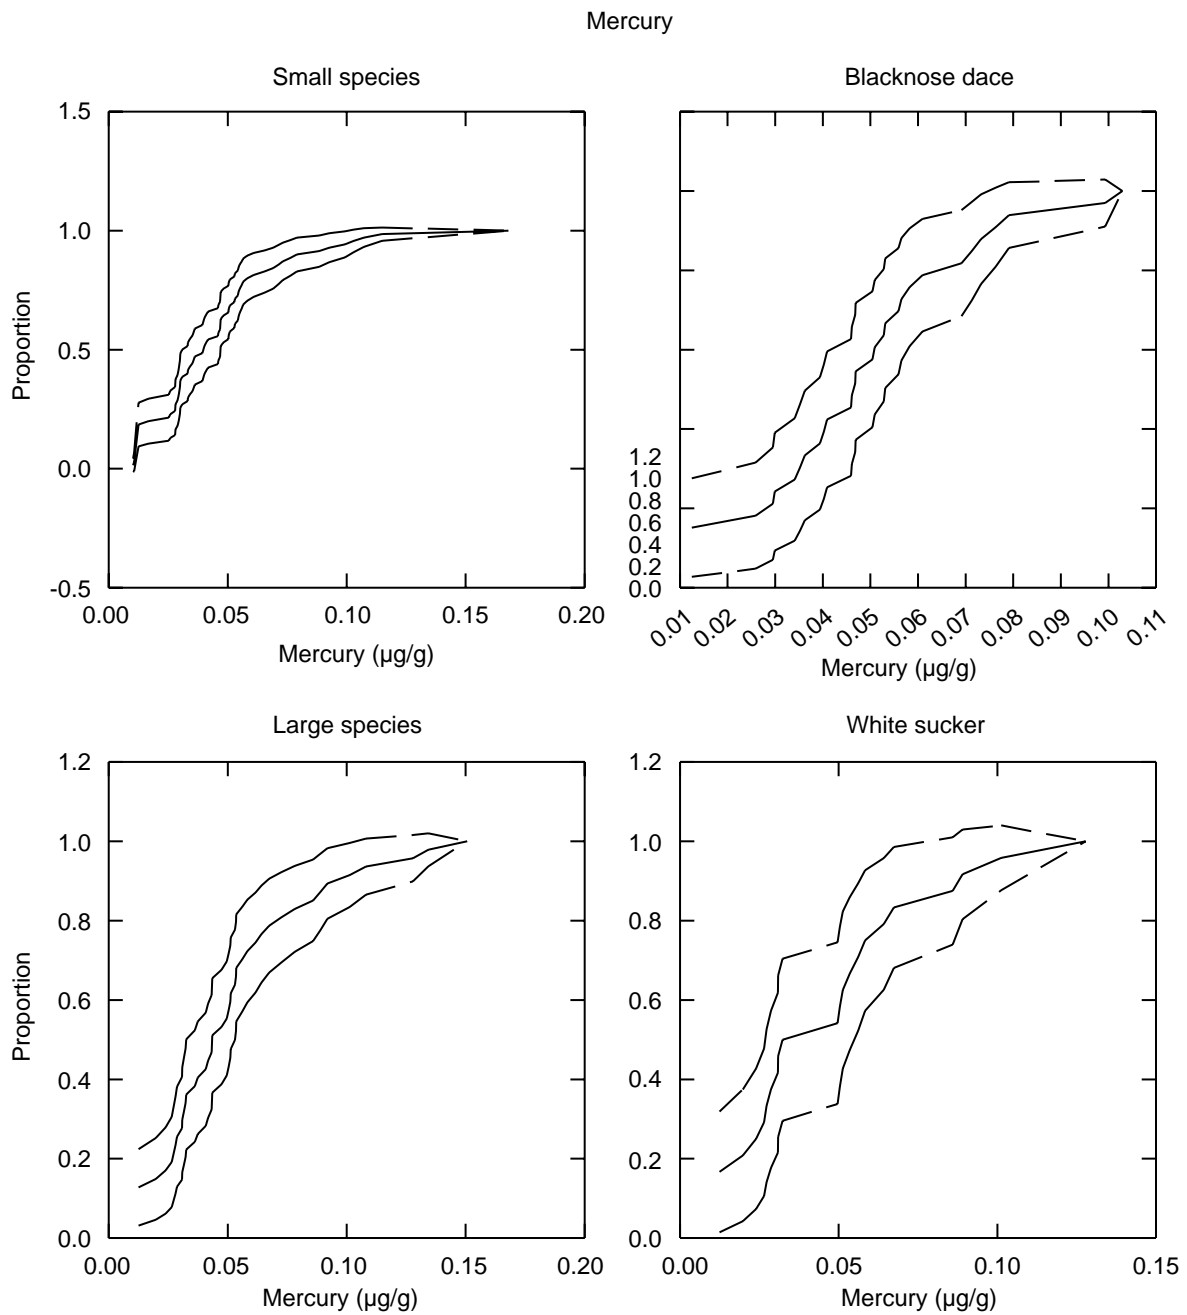 Mercury
Small species
1.5
1.0
0.5
0.0
-0.5
Proportion
0.00 0.05 0.10 0.15 0.20
Mercury (µg/g)
Blacknose dace
1.2
1.0
0.8
0.6
0.4
0.2
0.0
0.01 0.02 0.03 0.04 0.05 0.06 0.07 0.08 0.09 0.10 0.11
Mercury (µg/g)
Large species
1.2
1.0
0.8
0.6
0.4
0.2
0.0
Proportion
0.00 0.05 0.10 0.15 0.20
Mercury (µg/g)
White sucker
1.2
1.0
0.8
0.6
0.4
0.2
0.0
0.00 0.05 0.10 0.15
Mercury (µg/g)